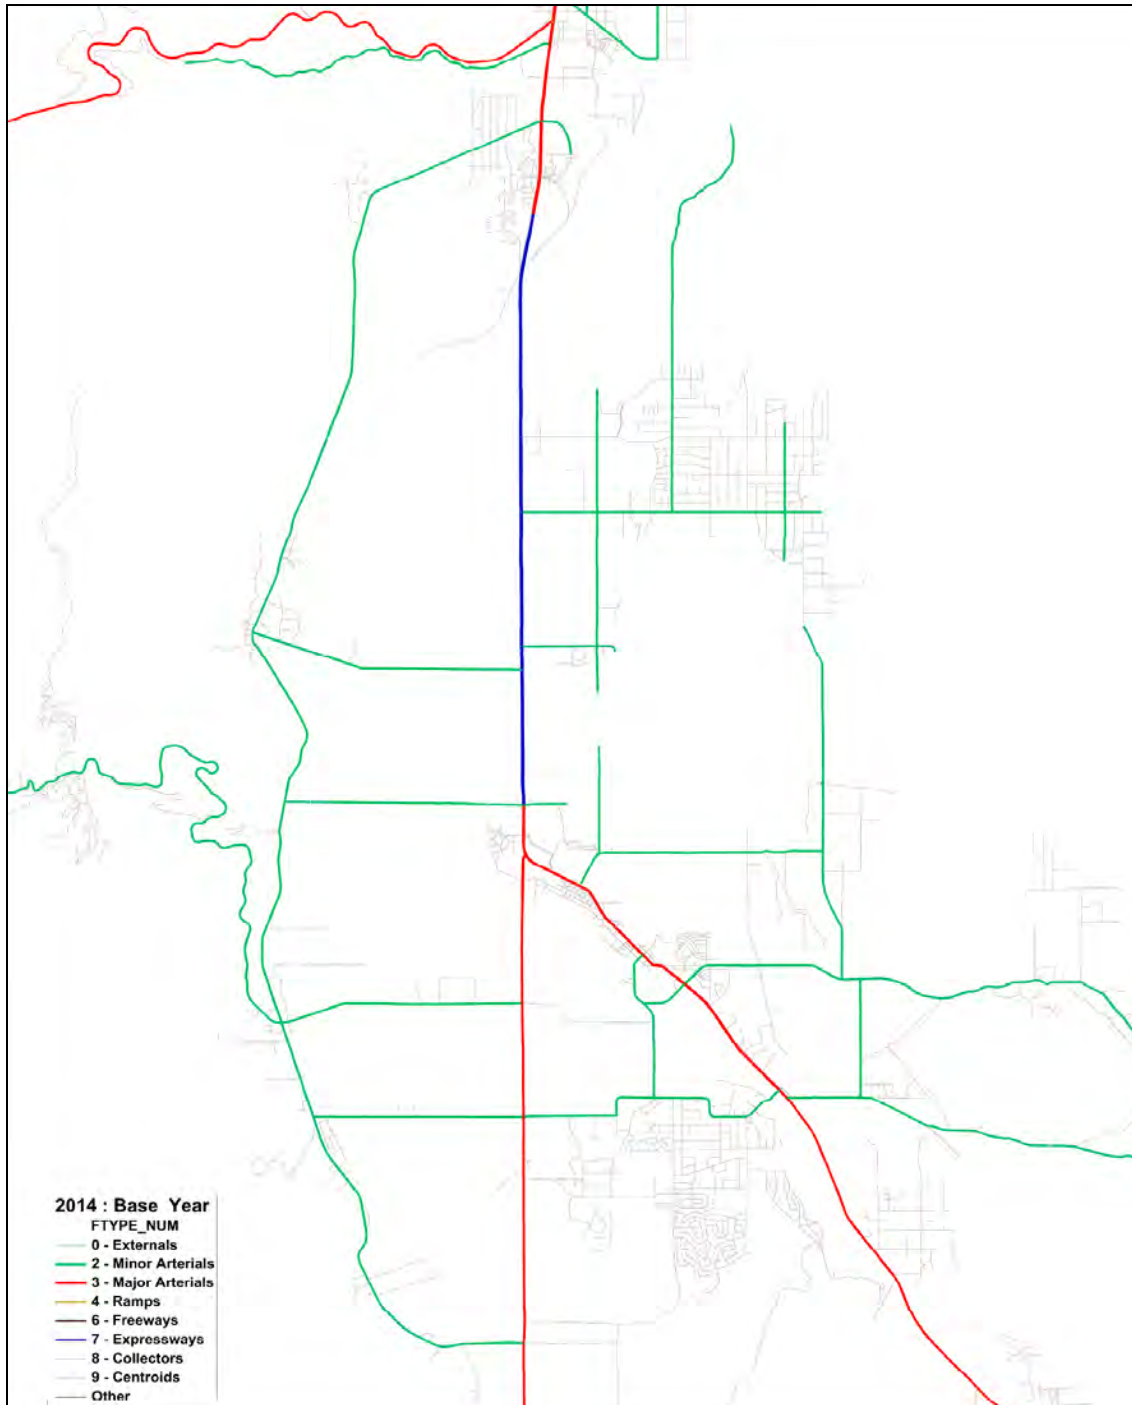 2014 : Base Year
FTYPE_NUM
0 - Externals
2 - Minor Arterials
3 - Major Arterials
4 - Ramps
6 - Freeways
7 - Expressways
8 - Collectors
9 - Centroids
Other